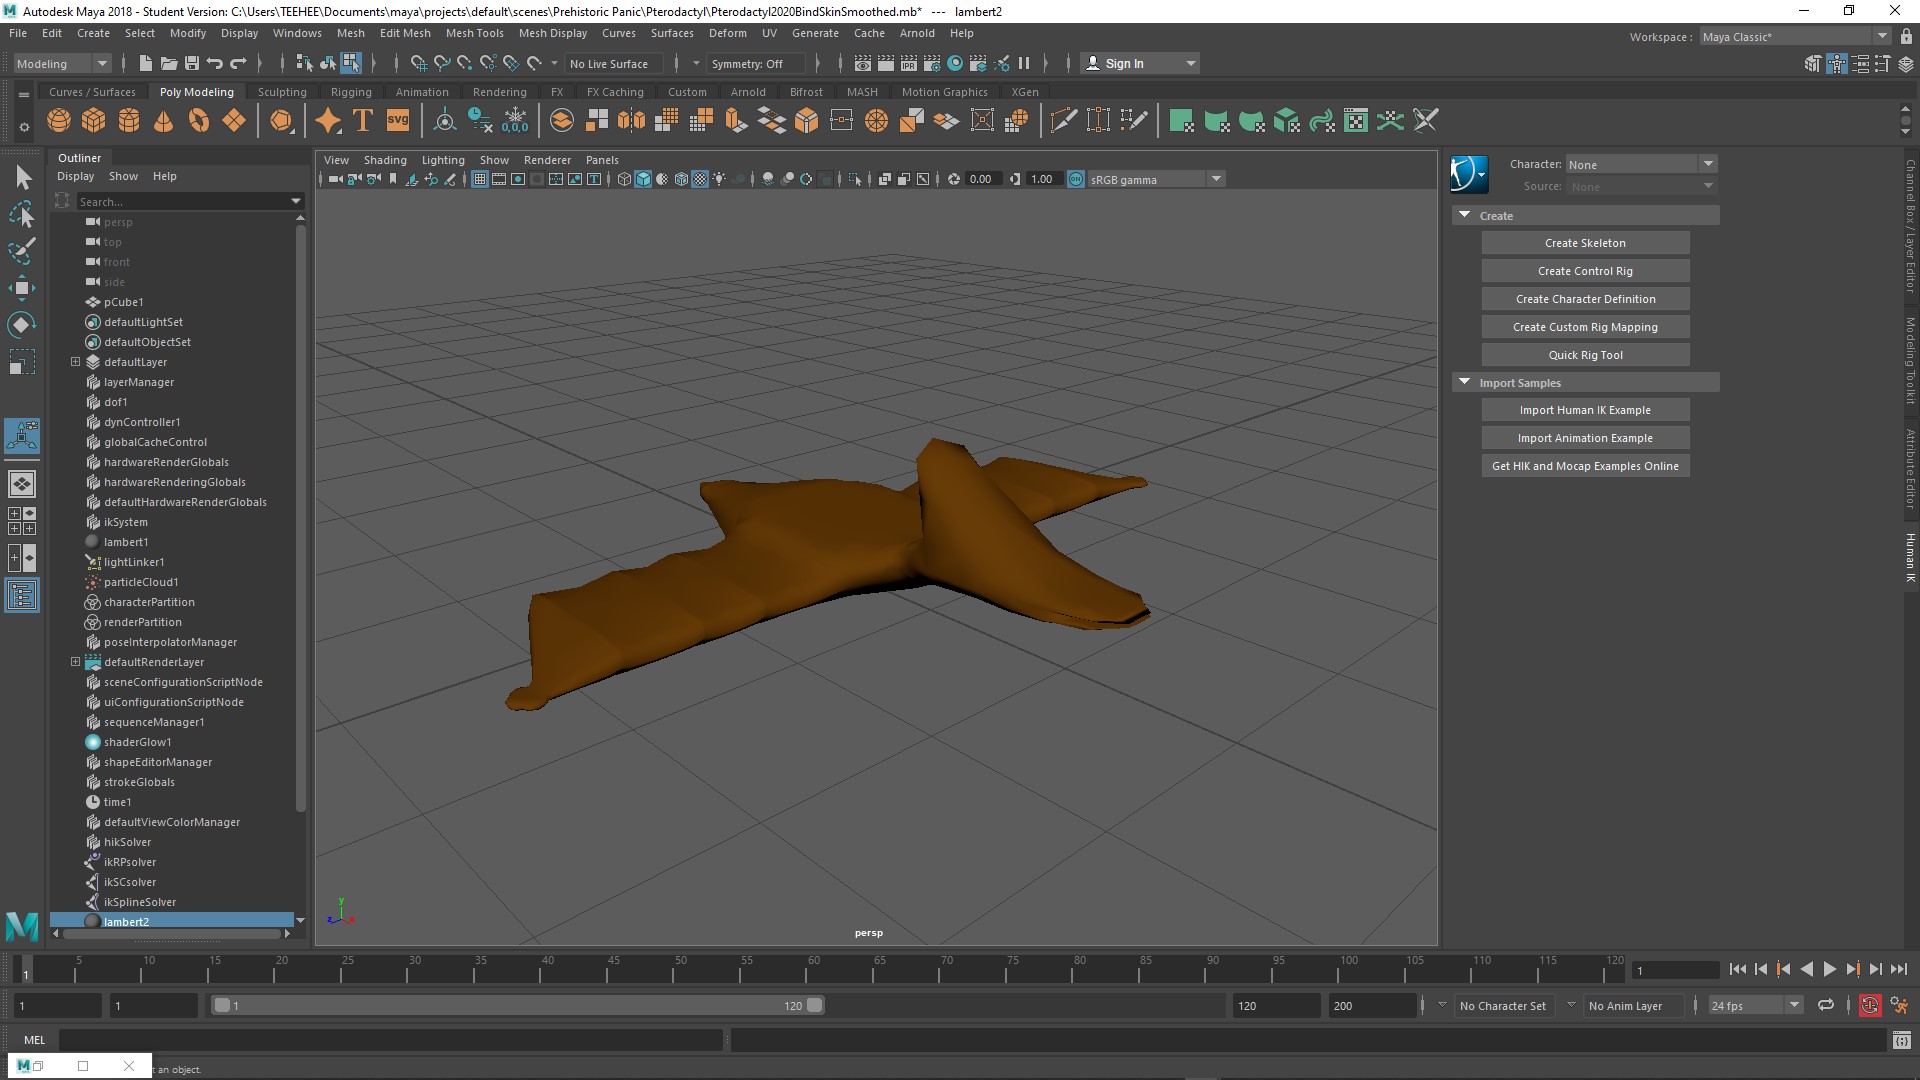 Autodesk Maya 2018 - Student Version: C:\Users\TEEHEE\Documents\maya\projects\default\scenes\Prehistoric Panic\Pterodactyl\Pterodactyl2020BindSkinSmoothed.mb* --- lambert2
File Edit Create Select Modify Display Windows Mesh Edit Mesh Mesh Tools Mesh Display Curves Surfaces Deform UV Generate Cache Arnold Help
Workspace : Maya Classic*
Modeling No Live Surface Symmetry: Off IPR Sign In
Curves / Surfaces Poly Modeling Sculpting Rigging Animation Rendering FX FX Caching Custom Arnold Bifrost MASH Motion Graphics XGen
T svg 0,0,0
Outliner
Display Show Help
Search...
persp
top
front
side
pCube1
defaultLightSet
defaultObjectSet
defaultLayer
layerManager
dof1
dynController1
globalCacheControl
hardwareRenderGlobals
hardwareRenderingGlobals
defaultHardwareRenderGlobals
ikSystem
lambert1
lightLinker1
particleCloud1
characterPartition
renderPartition
poseInterpolatorManager
defaultRenderLayer
sceneConfigurationScriptNode
uiConfigurationScriptNode
sequenceManager1
shaderGlow1
shapeEditorManager
strokeGlobals
time1
defaultViewColorManager
hikSolver
ikRPsolver
ikSCsolver
ikSplineSolver
lambert2
View Shading Lighting Show Renderer Panels
0.00 1.00 sRGB gamma
y
z x
persp
Character: None
Source: None
Create
Create Skeleton
Create Control Rig
Create Character Definition
Create Custom Rig Mapping
Quick Rig Tool
Import Samples
Import Human IK Example
Import Animation Example
Get HIK and Mocap Examples Online
Channel Box / Layer Editor
Modeling Toolkit
Attribute Editor
Human IK
1 5 10 15 20 25 30 35 40 45 50 55 60 65 70 75 80 85 90 95 100 105 110 115 120 1
1 1 1 120 120 200 No Character Set No Anim Layer 24 fps
MEL
t an object.